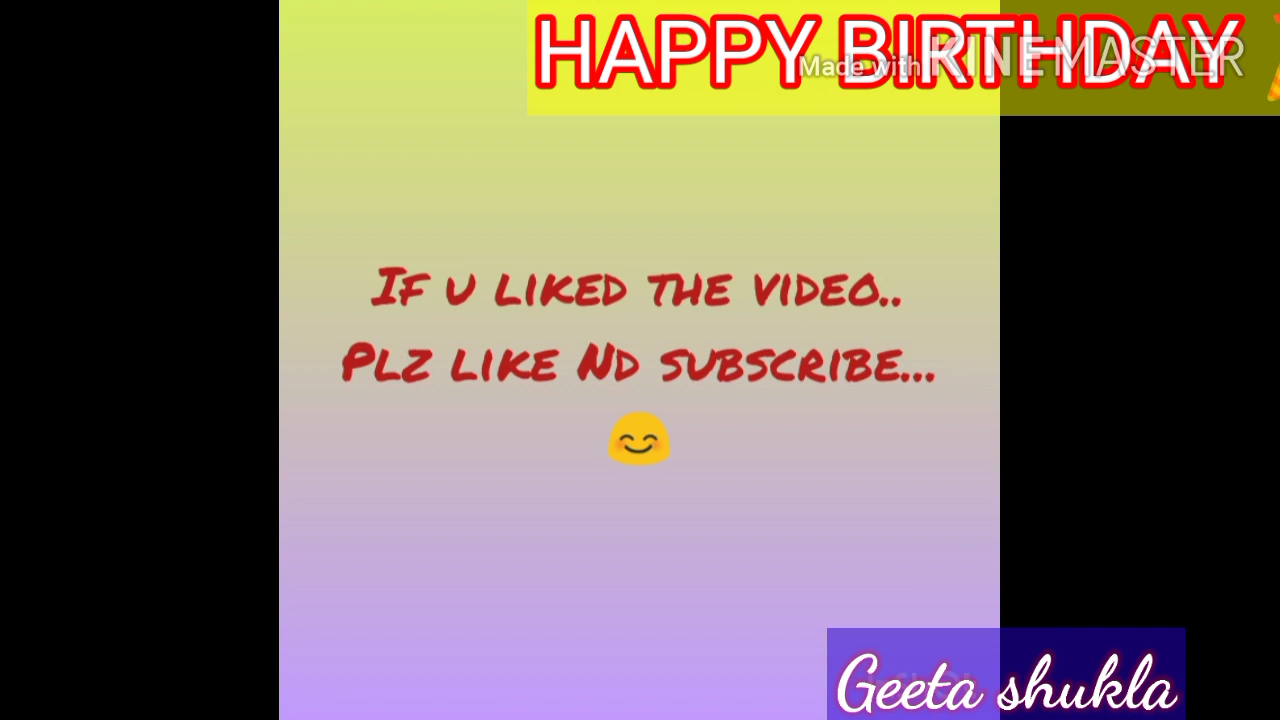 HAPPY BIRTHDAY
Made with KINEMASTER
If u liked the video..
Plz like Nd subscribe...
😊
Geeta shukla